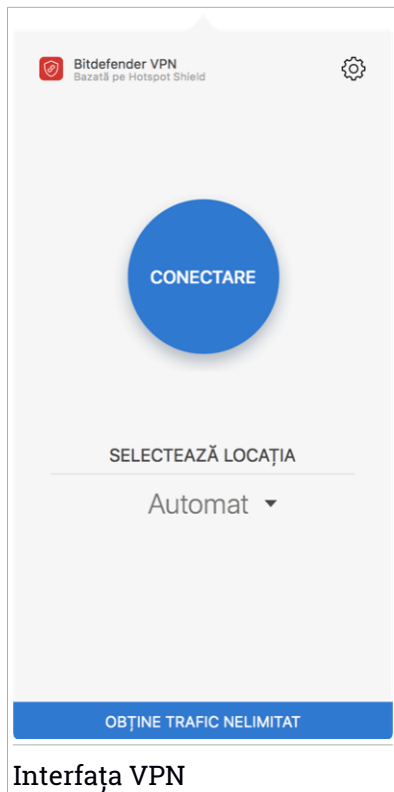 Bitdefender VPN
Bazată pe Hotspot Shield
CONECTARE
SELECTEAZĂ LOCAȚIA
Automat
OBȚINE TRAFIC NELIMITAT
Interfața VPN